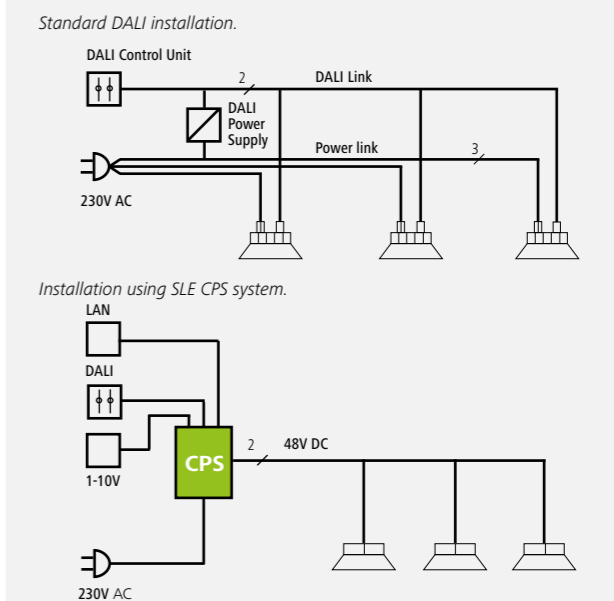 Standard DALI installation.
DALI Control Unit
2
DALI Link
DALI
Power
Supply
Power link
3
230V AC
Installation using SLE CPS system.
LAN
DALI
1-10V
CPS
2
48V DC
230V AC